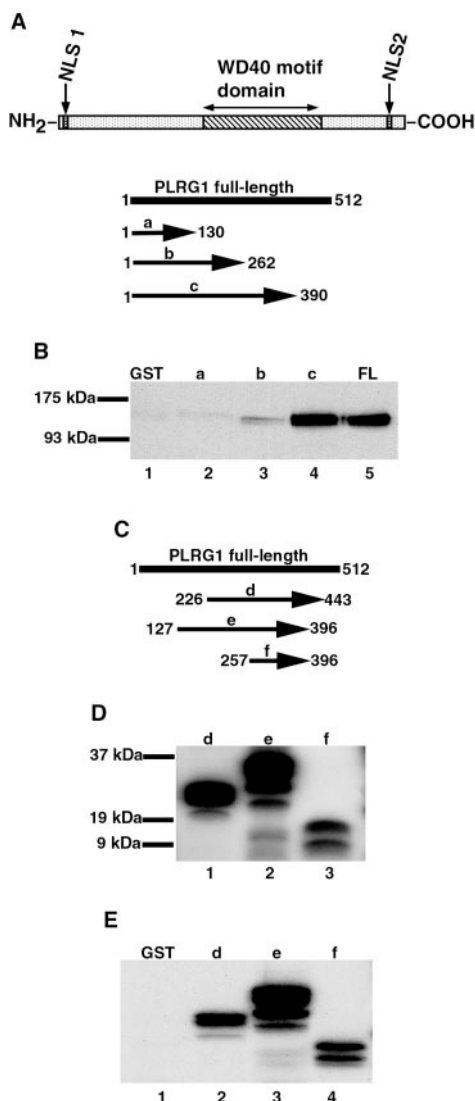 A
NLS 1
WD40 motif
domain
NLS2
NH2
COOH
PLRG1 full-length
1 512
a
1 130
b
1 262
c
1 390
B
GST a b c FL
175 kDa
93 kDa
1 2 3 4 5
C
PLRG1 full-length
1 512
d
226 443
e
127 396
f
257 396
D
d e f
37 kDa
19 kDa
9 kDa
1 2 3
E
GST d e f
1 2 3 4